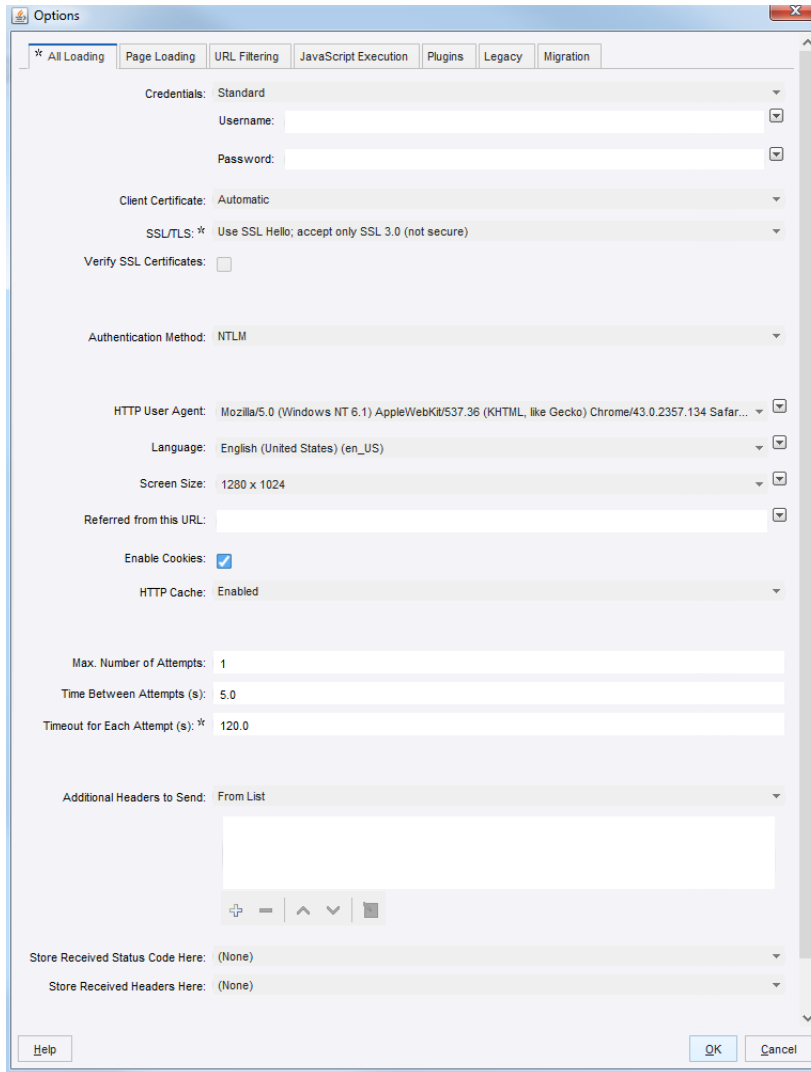 Options
* All Loading Page Loading URL Filtering JavaScript Execution Plugins Legacy Migration
Credentials: Standard
Username:
Password:
Client Certificate: Automatic
SSL/TLS: * Use SSL Hello; accept only SSL 3.0 (not secure)
Verify SSL Certificates:
Authentication Method: NTLM
HTTP User Agent: Mozilla/5.0 (Windows NT 6.1) AppleWebKit/537.36 (KHTML, like Gecko) Chrome/43.0.2357.134 Safar...
Language: English (United States) (en_US)
Screen Size: 1280 x 1024
Referred from this URL:
Enable Cookies:
HTTP Cache: Enabled
Max. Number of Attempts: 1
Time Between Attempts (s): 5.0
Timeout for Each Attempt (s): * 120.0
Additional Headers to Send: From List
Store Received Status Code Here: (None)
Store Received Headers Here: (None)
Help OK Cancel